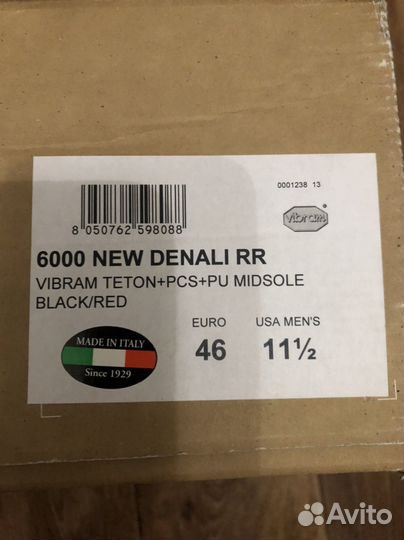 0001238 13
vibram
8 050762 598088
6000 NEW DENALI RR
VIBRAM TETON+PCS+PU MIDSOLE
BLACK/RED
EURO USA MEN'S
46 11½
MADE IN ITALY
Since 1929
Avito